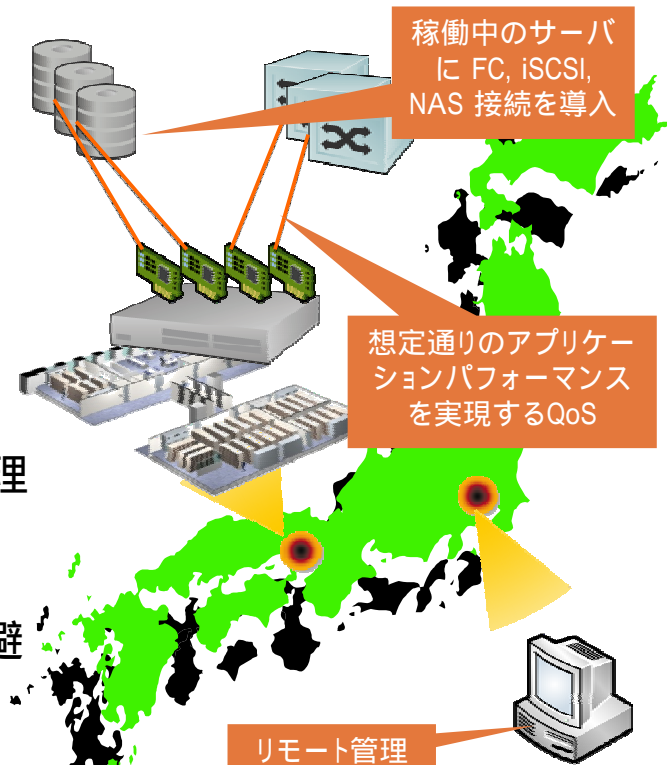 稼働中のサーバ
に FC, iSCSI,
NAS 接続を導入
想定通りのアプリケー
ションパフォーマンス
を実現するQoS
理
避
リモート管理